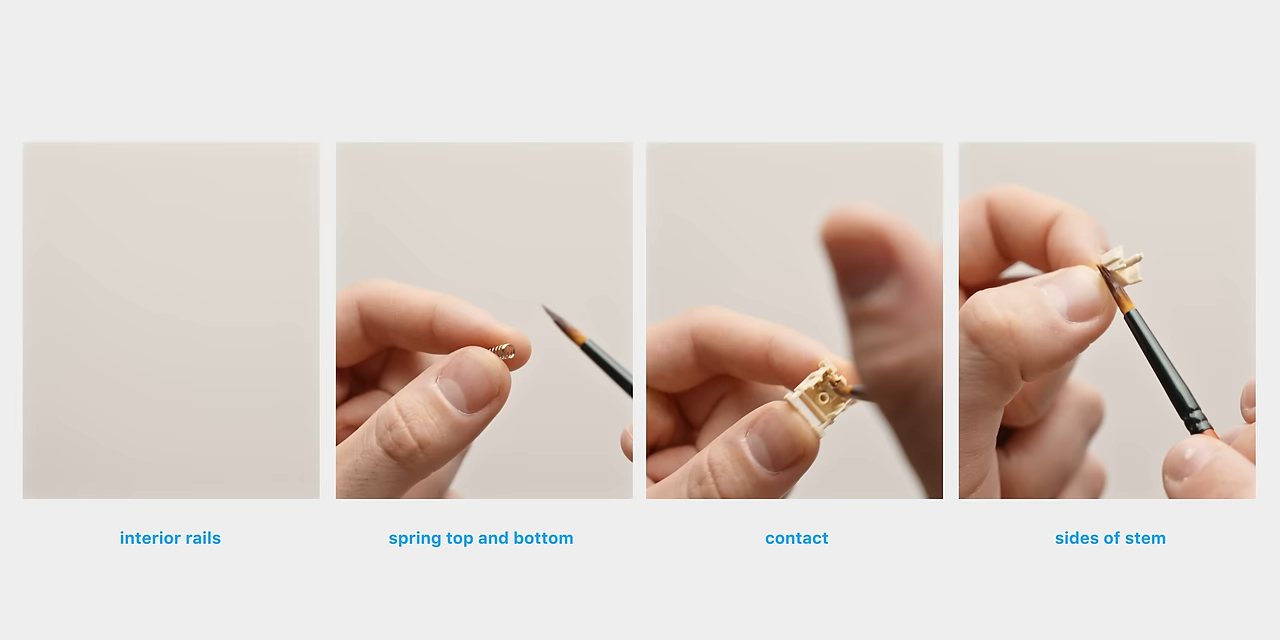 interior rails
spring top and bottom
contact
sides of stem